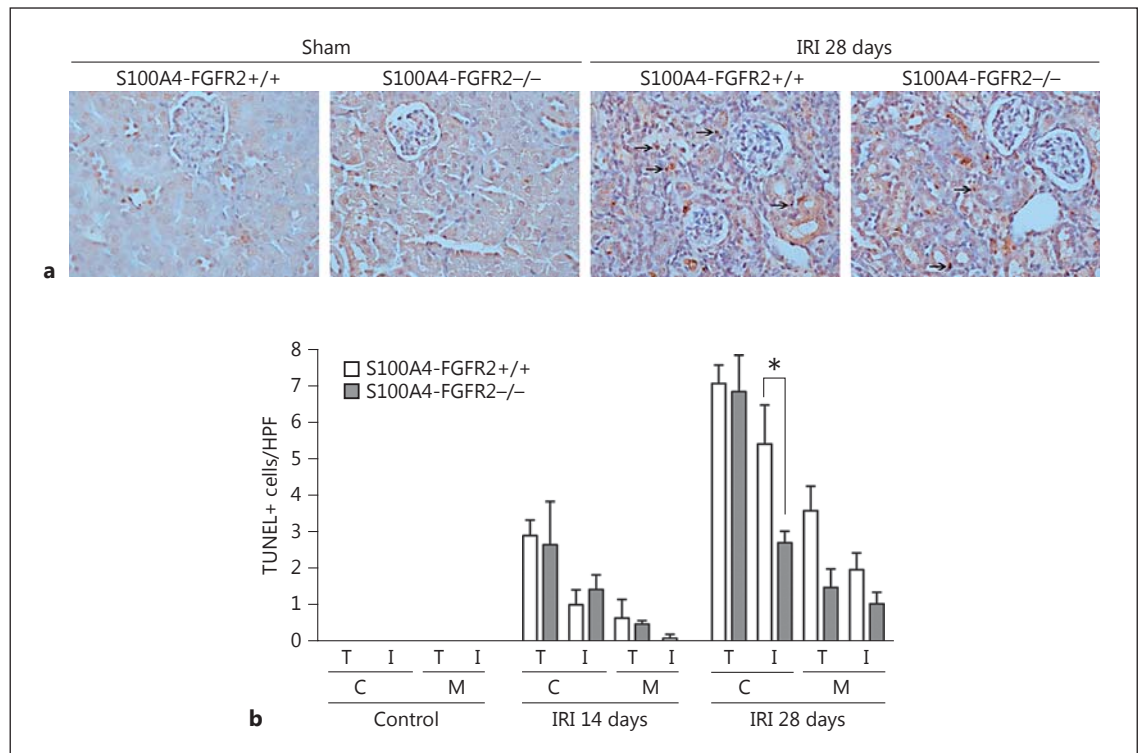 Sham
IRI 28 days
S100A4-FGFR2+/+
S100A4-FGFR2–/–
S100A4-FGFR2+/+
S100A4-FGFR2–/–
a
8
7
6
5
4
3
2
1
0
TUNEL+ cells/HPF
S100A4-FGFR2+/+
S100A4-FGFR2–/–
*
T I T I T I T I T I T I
C M C M C M
Control IRI 14 days IRI 28 days
b